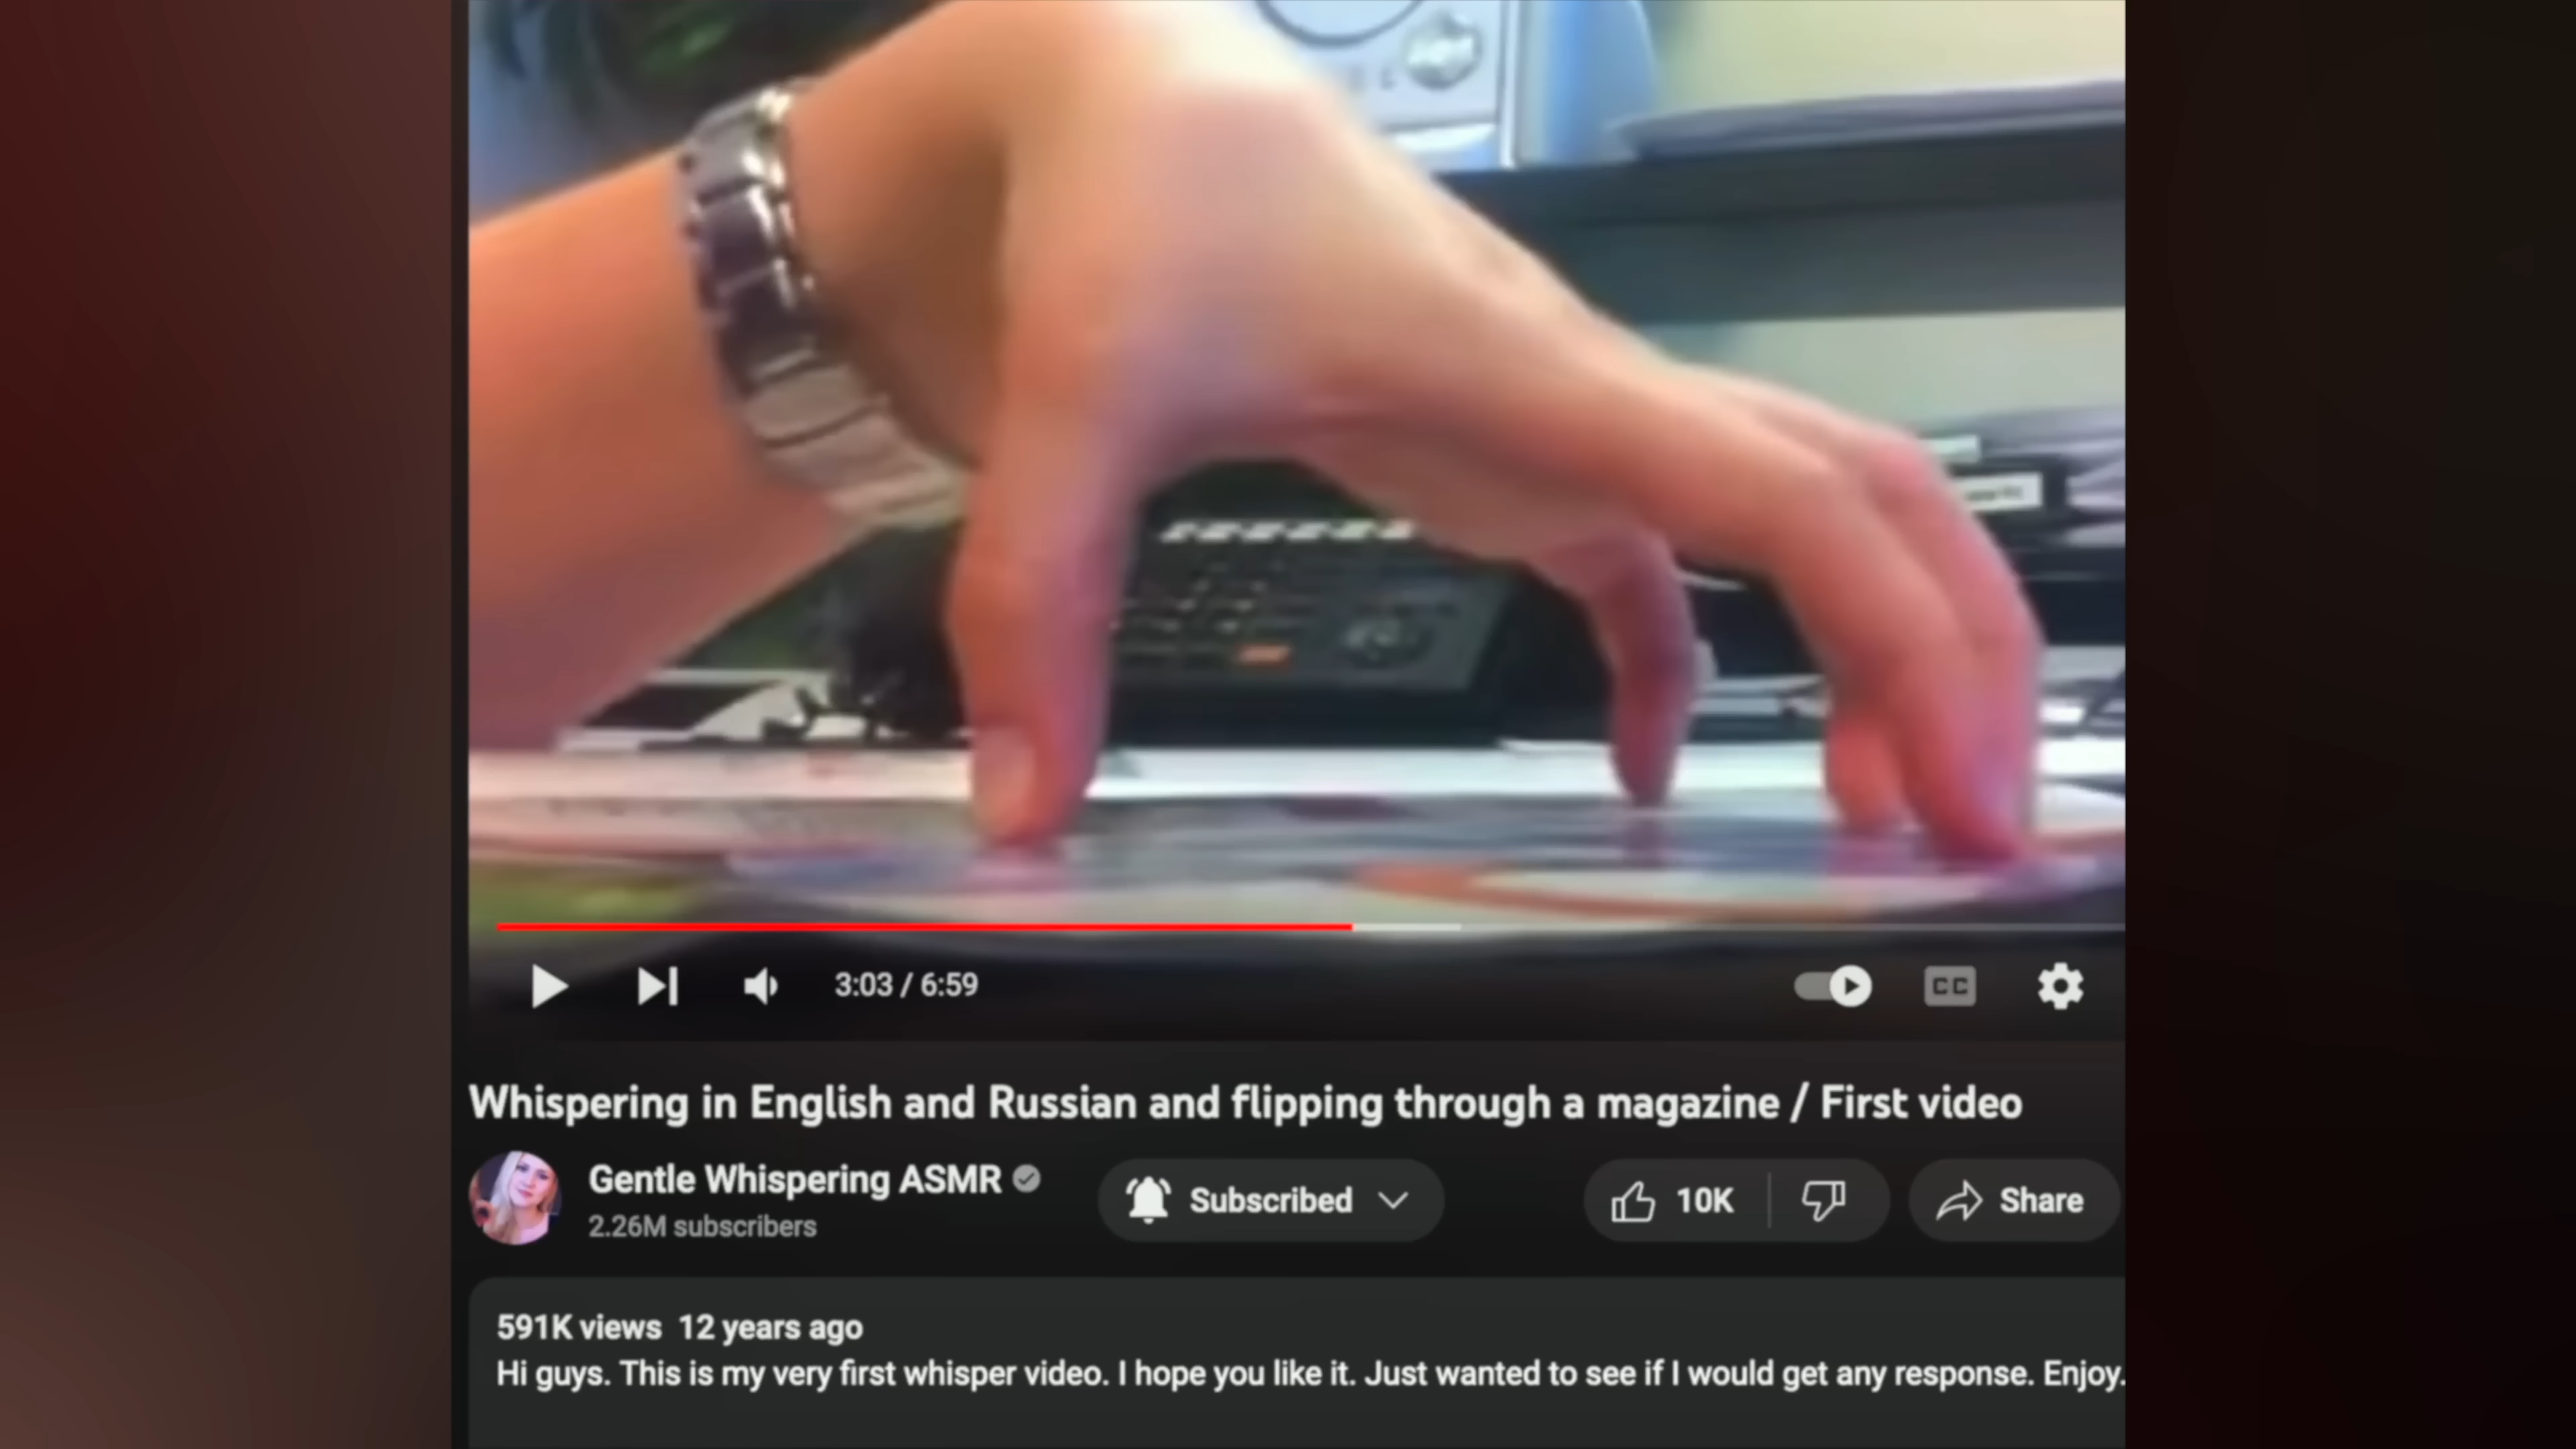 3:03 / 6:59
CC
Whispering in English and Russian and flipping through a magazine / First video
Gentle Whispering ASMR
2.26M subscribers
Subscribed
10K
Share
591K views 12 years ago
Hi guys. This is my very first whisper video. I hope you like it. Just wanted to see if I would get any response. Enjoy.